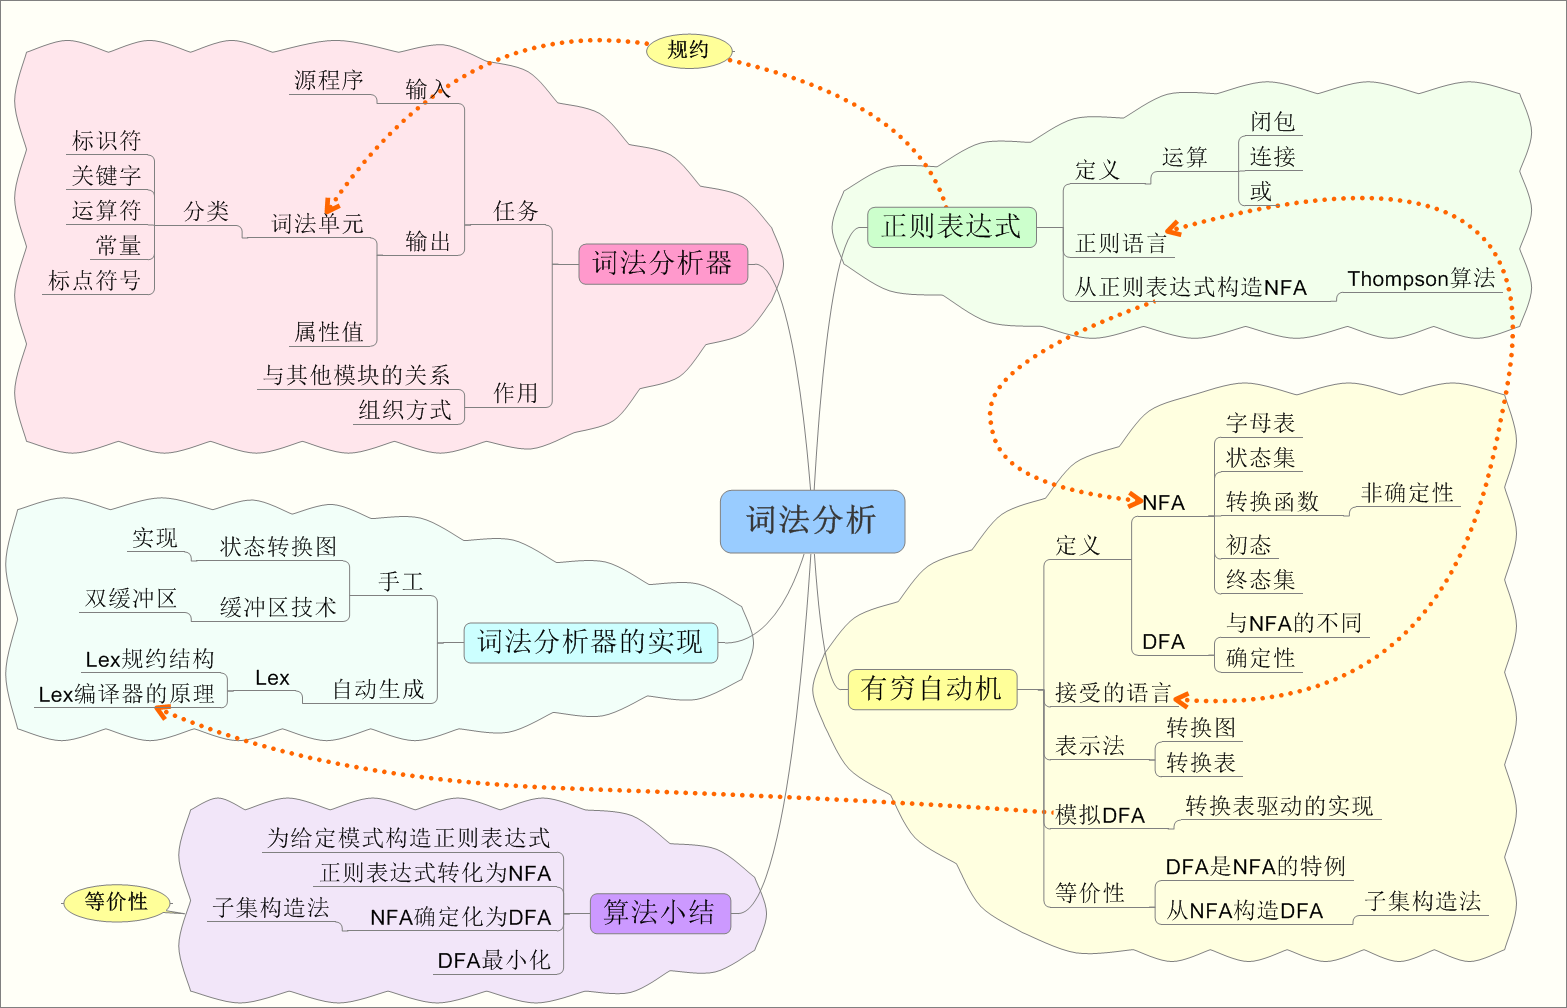 规约
源程序
输入
标识符
关键字
运算符
常量
标点符号
分类
词法单元
输出
属性值
任务
与其他模块的关系
组织方式
作用
词法分析器
正则表达式
定义
运算
闭包
连接
或
正则语言
从正则表达式构造NFA
Thompson算法
词法分析
实现
状态转换图
双缓冲区
缓冲区技术
手工
Lex规约结构
Lex编译器的原理
Lex
自动生成
词法分析器的实现
有穷自动机
定义
NFA
字母表
状态集
转换函数
非确定性
初态
终态集
DFA
与NFA的不同
确定性
接受的语言
表示法
转换图
转换表
模拟DFA
转换表驱动的实现
等价性
DFA是NFA的特例
从NFA构造DFA
子集构造法
为给定模式构造正则表达式
正则表达式转化为NFA
子集构造法
NFA确定化为DFA
DFA最小化
算法小结
等价性